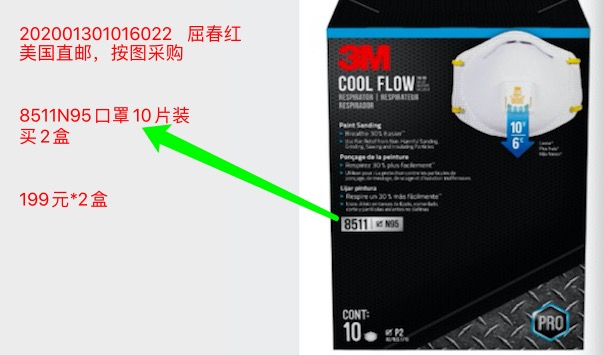 202001301016022 屈春红
美国直邮，按图采购
8511N95口罩10片装
买2盒
199元*2盒
3M
COOL FLOW
RESPIRATOR | RESPIRATEUR
RESPIRADOR
Paint Sanding
Breathe 30% Easier
Ponçage de la peinture
Respirez 30% plus facilement
Lijar pintura
Respire un 30% más fácilmente
8511 N95
10°
6°
CONT:
10
P2
PRO